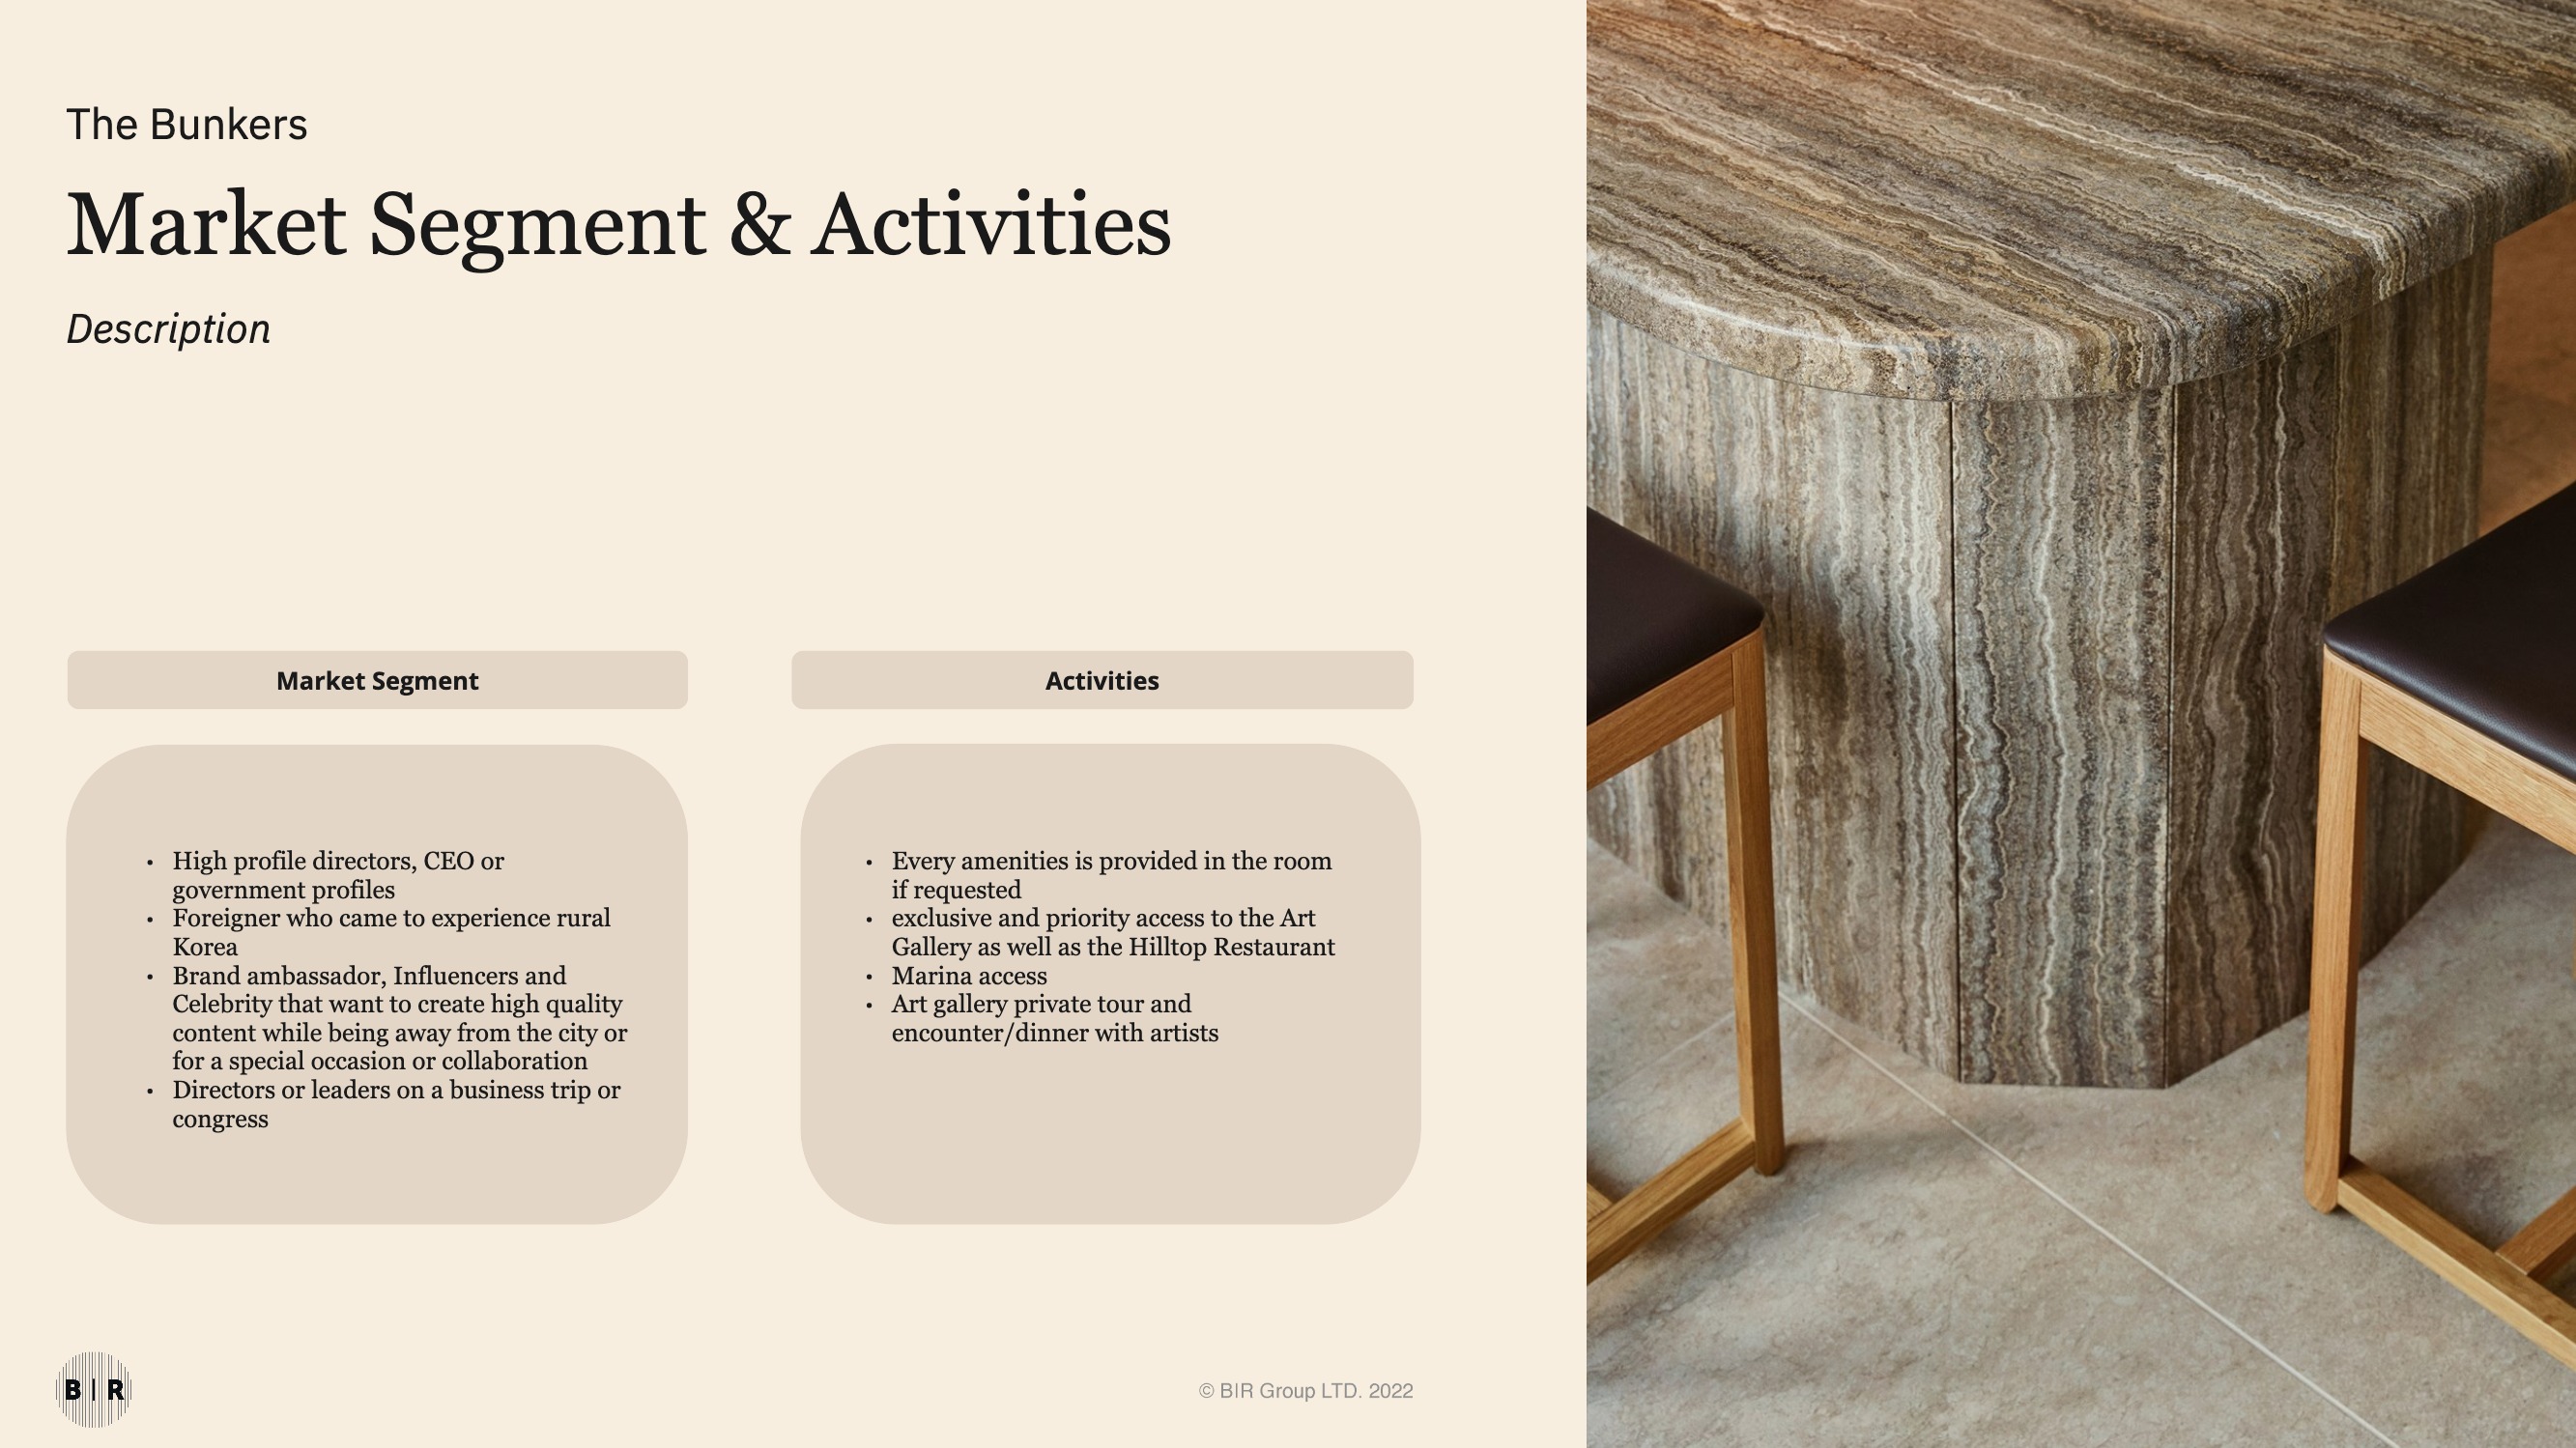 The Bunkers
Market Segment & Activities
Description
Market Segment
• High profile directors, CEO or
government profiles
• Foreigner who came to experience rural
Korea
• Brand ambassador, Influencers and
Celebrity that want to create high quality
content while being away from the city or
for a special occasion or collaboration
• Directors or leaders on a business trip or
congress
Activities
• Every amenities is provided in the room
if requested
• exclusive and priority access to the Art
Gallery as well as the Hilltop Restaurant
• Marina access
• Art gallery private tour and
encounter/dinner with artists
B I R
© BIR Group LTD. 2022